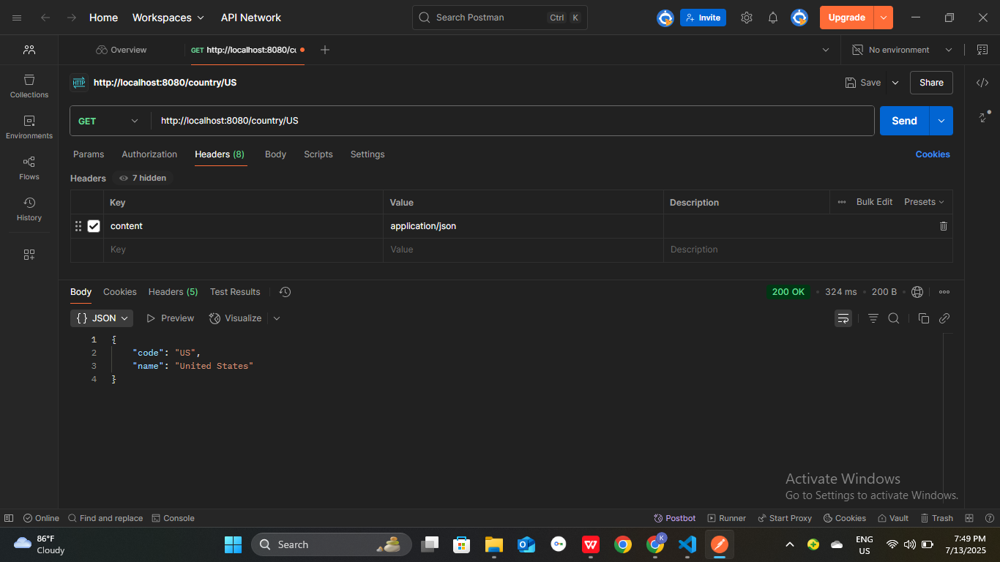 Home Workspaces API Network Search Postman Ctrl K Invite Upgrade
Overview GET http://localhost:8080/cc No environment
http://localhost:8080/country/US Save Share
GET http://localhost:8080/country/US Send
Params Authorization Headers (8) Body Scripts Settings Cookies
Headers 7 hidden
Key Value Description Bulk Edit Presets
content application/json
Key Value Description
Body Cookies Headers (5) Test Results 200 OK 324 ms 200 B
{} JSON Preview Visualize
1 {
2 "code": "US",
3 "name": "United States"
4 }
Collections
Environments
Flows
History
HTTP
Activate Windows
Go to Settings to activate Windows.
Online Find and replace Console Postbot Runner Start Proxy Cookies Vault Trash
86°F
Cloudy
Search
K
ENG
US
7:49 PM
7/13/2025